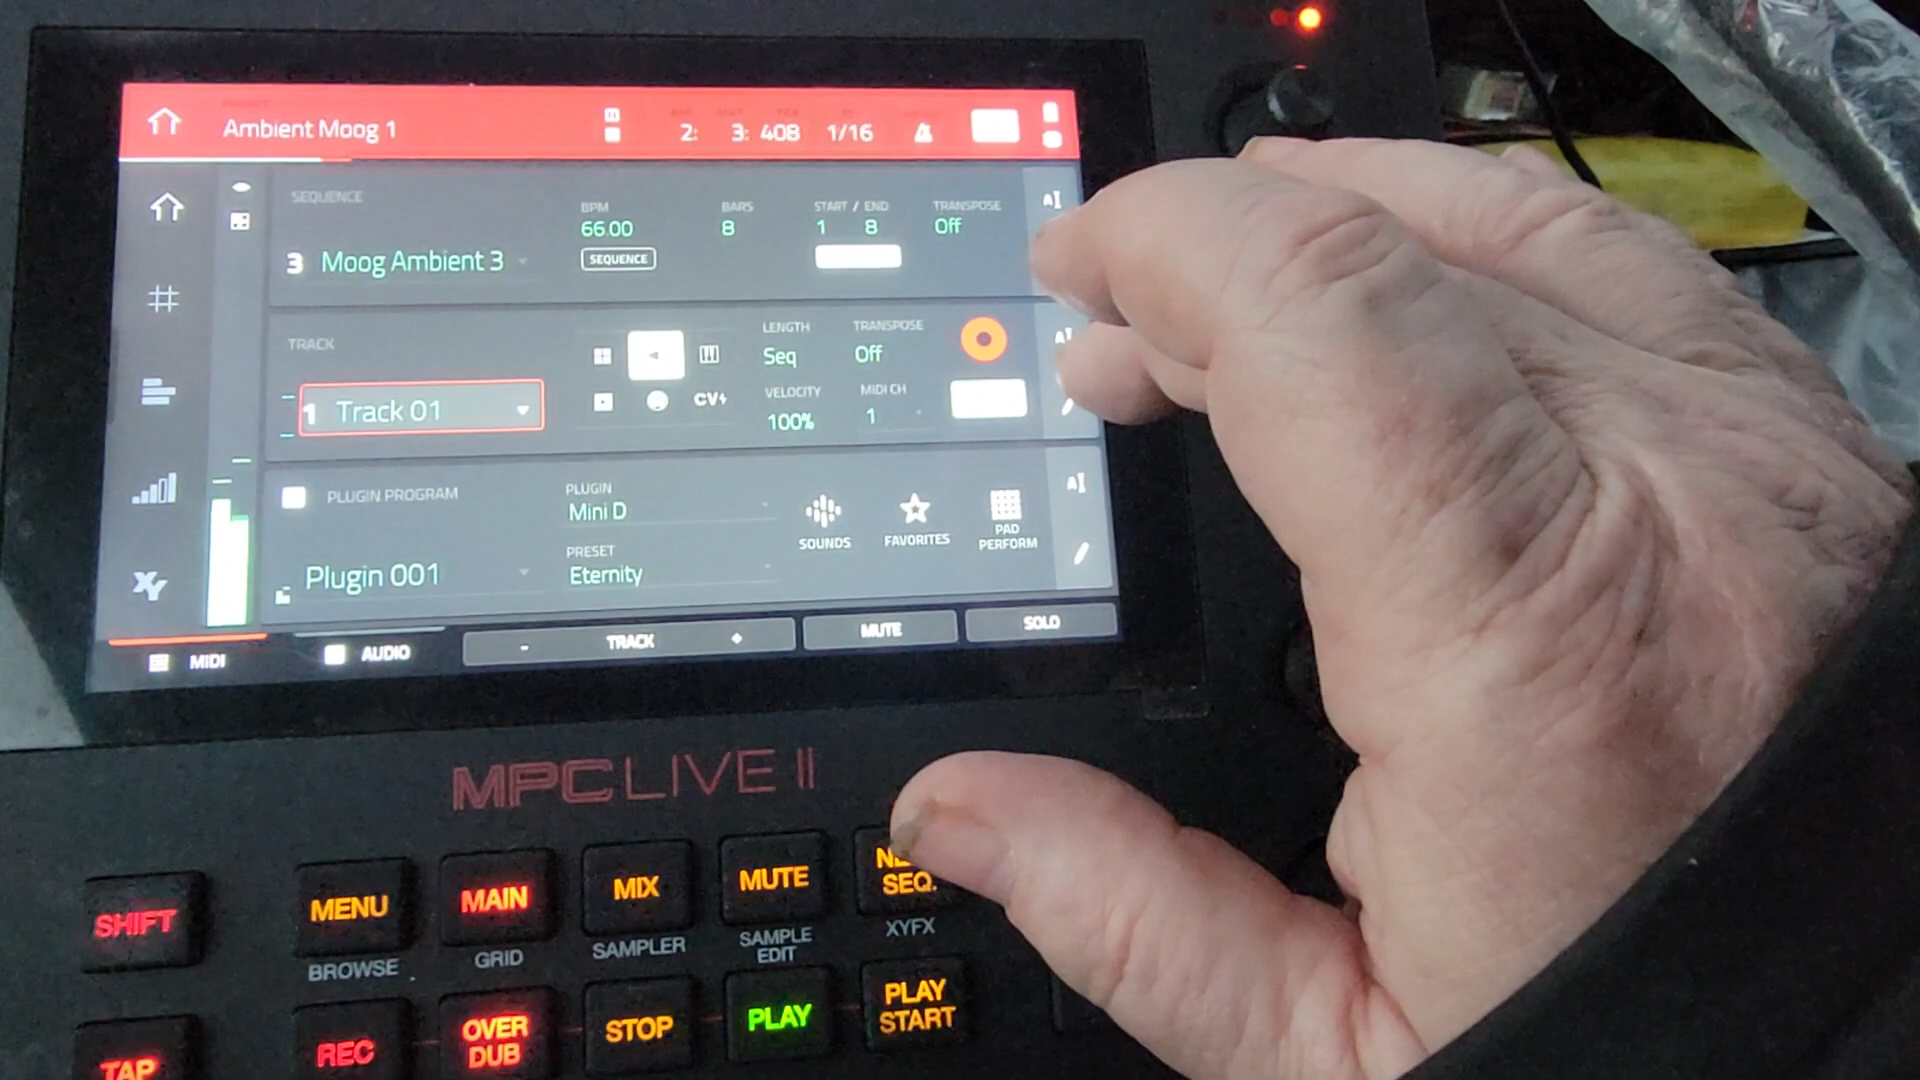 PROJECT
Ambient Moog 1
2: 3: 408 1/16
SEQUENCE
3 Moog Ambient 3
BPM
66.00
SEQUENCE
BARS
8
START / END
1 8
TRANSPOSE
Off
TRACK
1 Track 01
CV
LENGTH
Seq
TRANSPOSE
Off
VELOCITY
100%
MIDI CH
1
PLUGIN PROGRAM
Plugin 001
PLUGIN
Mini D
PRESET
Eternity
SOUNDS
FAVORITES
PAD
PERFORM
XY
MIDI
AUDIO
- TRACK +
MUTE
SOLO
MPC LIVE II
SHIFT
MENU
MAIN
MIX
MUTE
SEQ.
BROWSE
GRID
SAMPLER
SAMPLE
EDIT
XYFX
TAP
REC
OVER
DUB
STOP
PLAY
PLAY
START